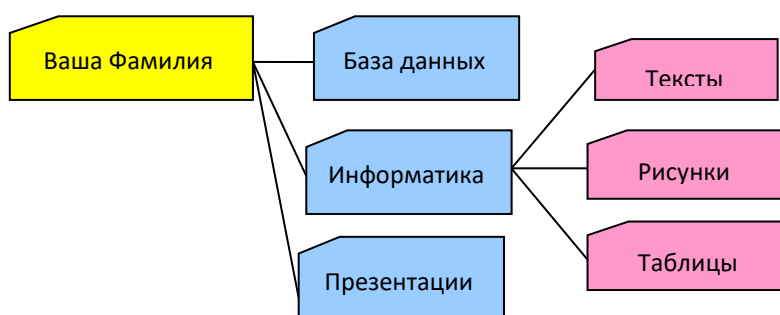 Ваша Фамилия
База данных
Информатика
Презентации
Тексты
Рисунки
Таблицы